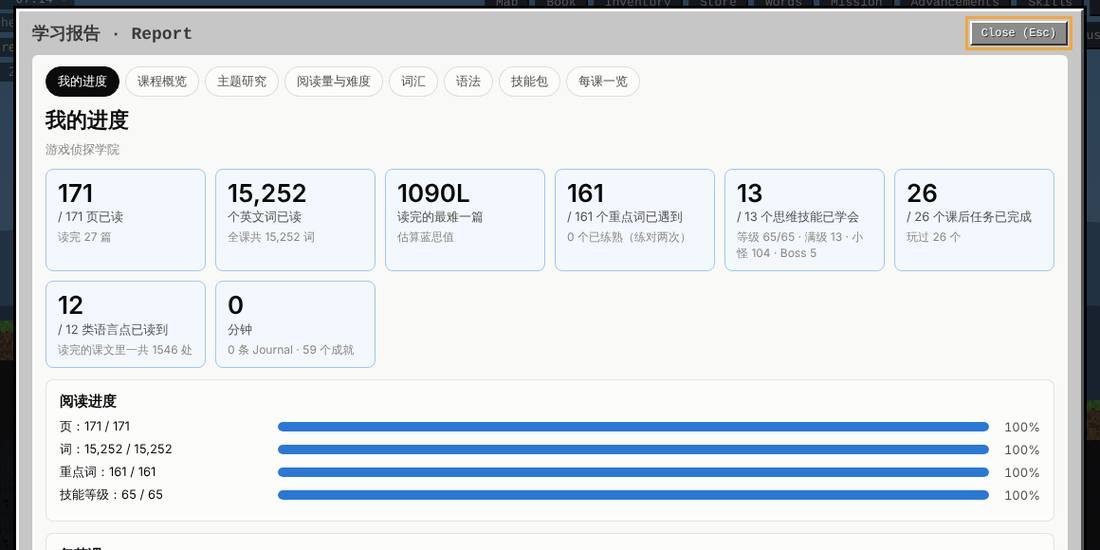 Map Book Inventory Store Words Mission Advancements Skills
学习报告 · Report
Close (Esc)
我的进度
课程概览
主题研究
阅读量与难度
词汇
语法
技能包
每课一览
我的进度
游戏侦探学院
171
/ 171 页已读
读完 27 篇
15,252
个英文词已读
全课共 15,252 词
1090L
读完的最难一篇
估算蓝思值
161
/ 161 个重点词已遇到
0 个已练熟（练对两次）
13
/ 13 个思维技能已学会
等级 65/65 · 满级 13 · 小
怪 104 · Boss 5
26
/ 26 个课后任务已完成
玩过 26 个
12
/ 12 类语言点已读到
读完的课文里一共 1546 处
0
分钟
0 条 Journal · 59 个成就
阅读进度
页：171 / 171
100%
词：15,252 / 15,252
100%
重点词：161 / 161
100%
技能等级：65 / 65
100%